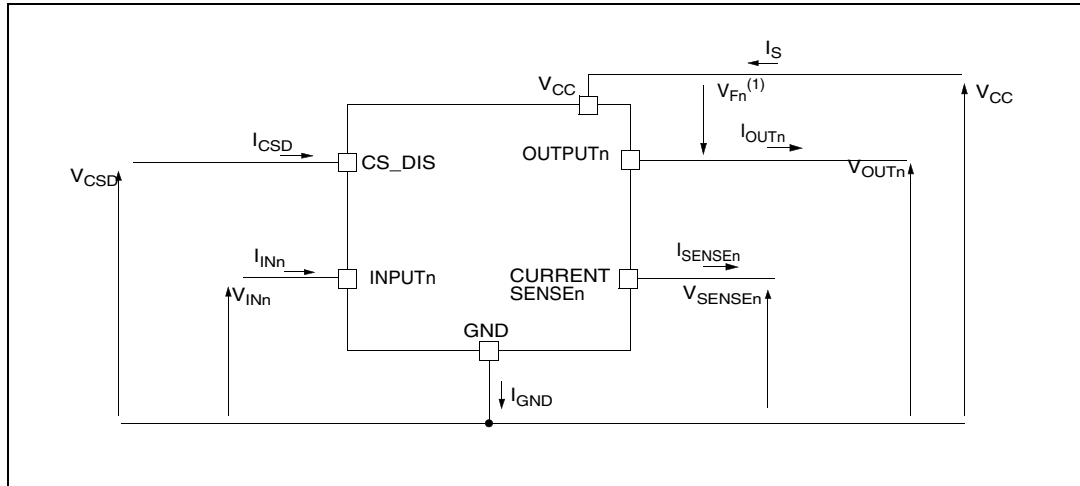 I_S
V_CC
V_Fn^(1)
V_CC
I_CSD
I_OUTn
OUTPUTn
CS_DIS
V_CSD
V_OUTn
I_INn
I_SENSEn
INPUTn
CURRENT
SENSEn
V_INn
V_SENSEn
GND
I_GND